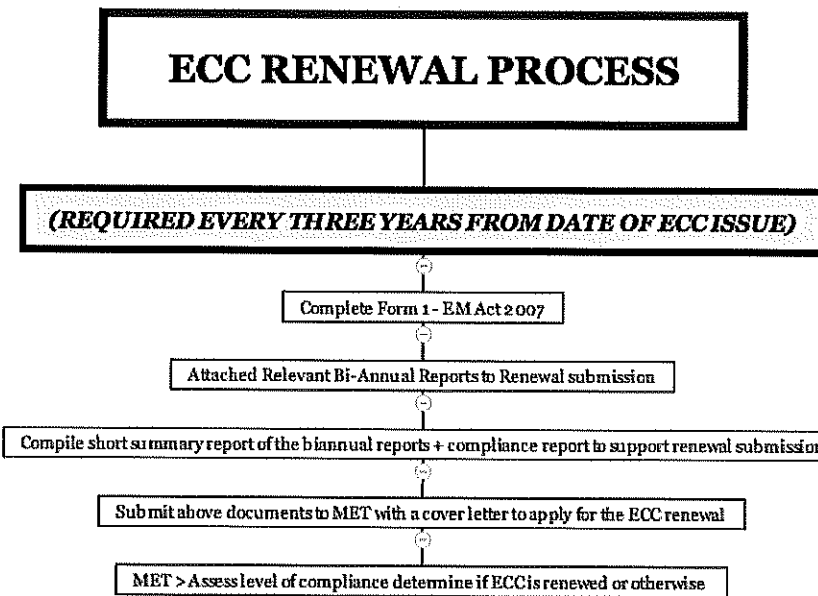 ECC RENEWAL PROCESS
(REQUIRED EVERY THREE YEARS FROM DATE OF ECC ISSUE)
Complete Form 1 - EM Act 2007
Attached Relevant Bi-Annual Reports to Renewal submission
Compile short summary report of the biannual reports + compliance report to support renewal submission
Submit above documents to MET with a cover letter to apply for the ECC renewal
MET > Assess level of compliance determine if ECC is renewed or otherwise